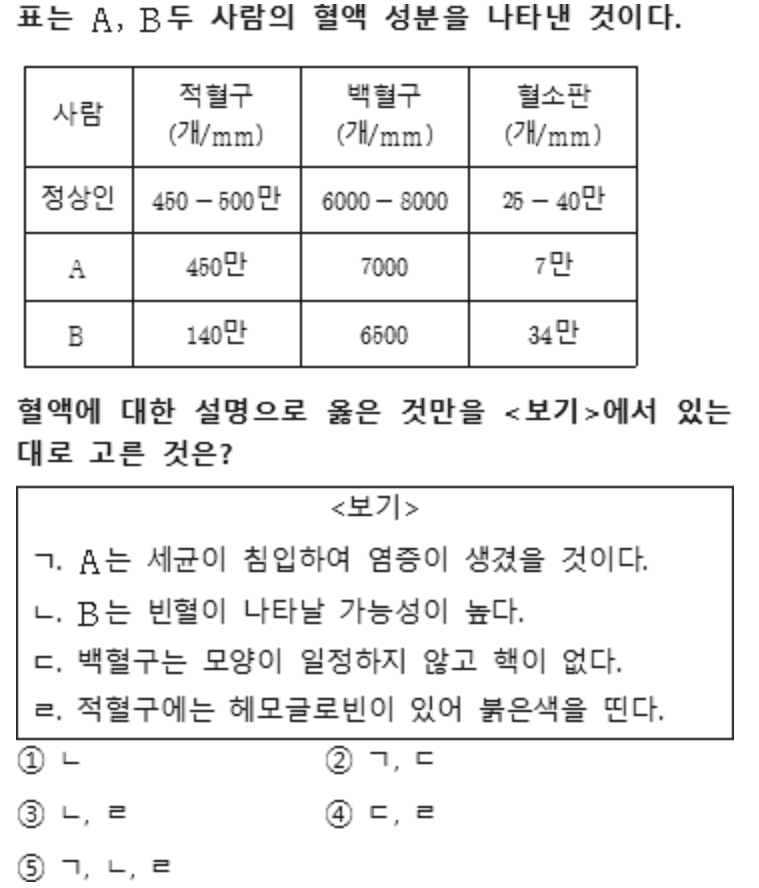 표는 A, B두 사람의 혈액 성분을 나타낸 것이다.
사람 적혈구 (개/mm) 백혈구 (개/mm) 혈소판 (개/mm)
정상인 450 - 500만 6000 - 8000 25 - 40만
A 450만 7000 7만
B 140만 6500 34만
혈액에 대한 설명으로 옳은 것만을 <보기>에서 있는
대로 고른 것은?
<보기>
ㄱ. A는 세균이 침입하여 염증이 생겼을 것이다.
ㄴ. B는 빈혈이 나타날 가능성이 높다.
ㄷ. 백혈구는 모양이 일정하지 않고 핵이 없다.
ㄹ. 적혈구에는 헤모글로빈이 있어 붉은색을 띤다.
① ㄴ ② ㄱ, ㄷ
③ ㄴ, ㄹ ④ ㄷ, ㄹ
⑤ ㄱ, ㄴ, ㄹ